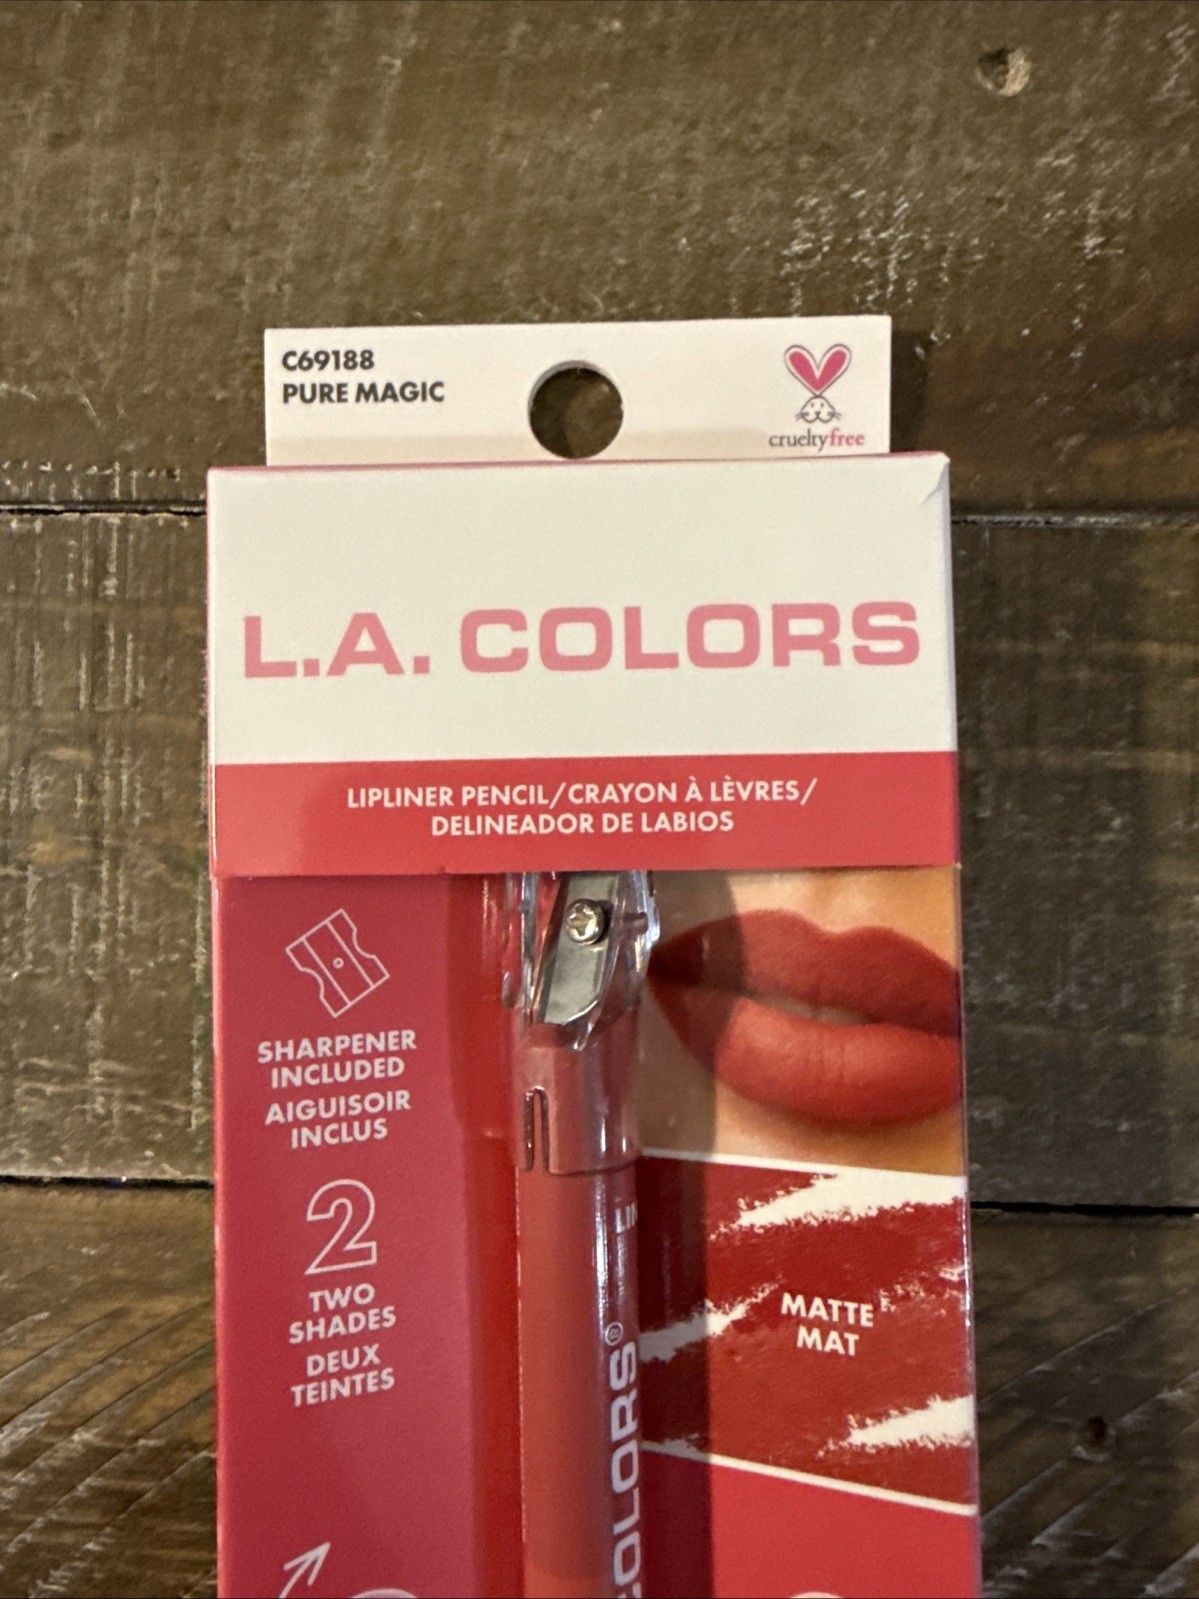 C69188
PURE MAGIC
crueltyfree
L.A. COLORS
LIPLINER PENCIL/CRAYON À LÈVRES/
DELINEADOR DE LABIOS
SHARPENER
INCLUDED
AIGUISOIR
INCLUS
2
TWO
SHADES
DEUX
TEINTES
MATTE
MAT
COLORS®